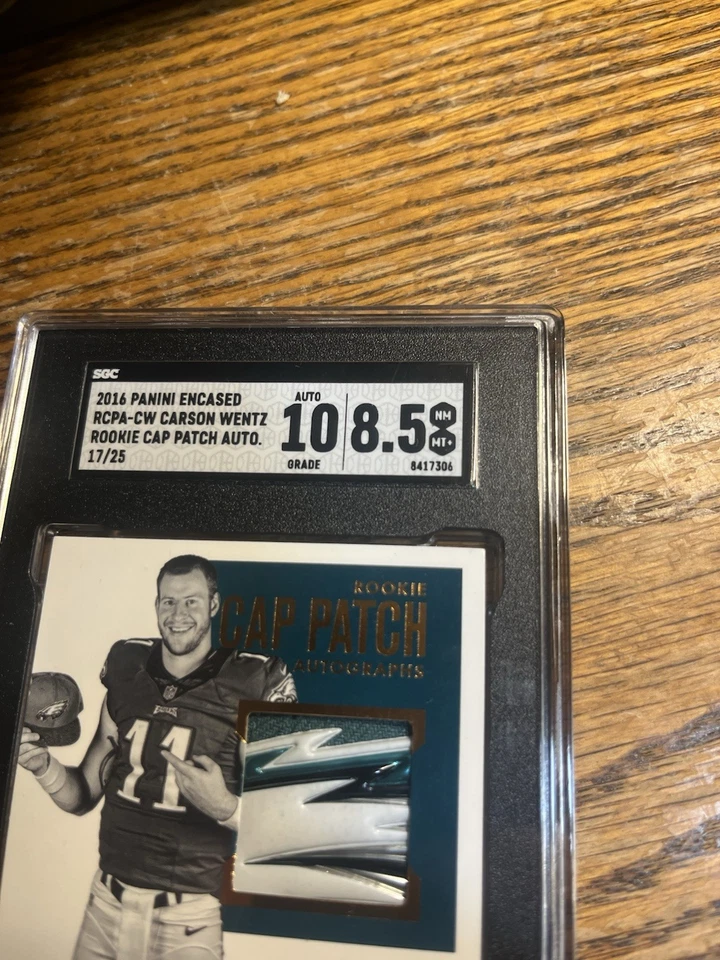 SGC
2016 PANINI ENCASED
RCPA-CW CARSON WENTZ
ROOKIE CAP PATCH AUTO.
17/25
AUTO
10
GRADE
8.5
NM
MT+
8417306
ROOKIE
CAP PATCH
AUTOGRAPHS
EAGLES
11